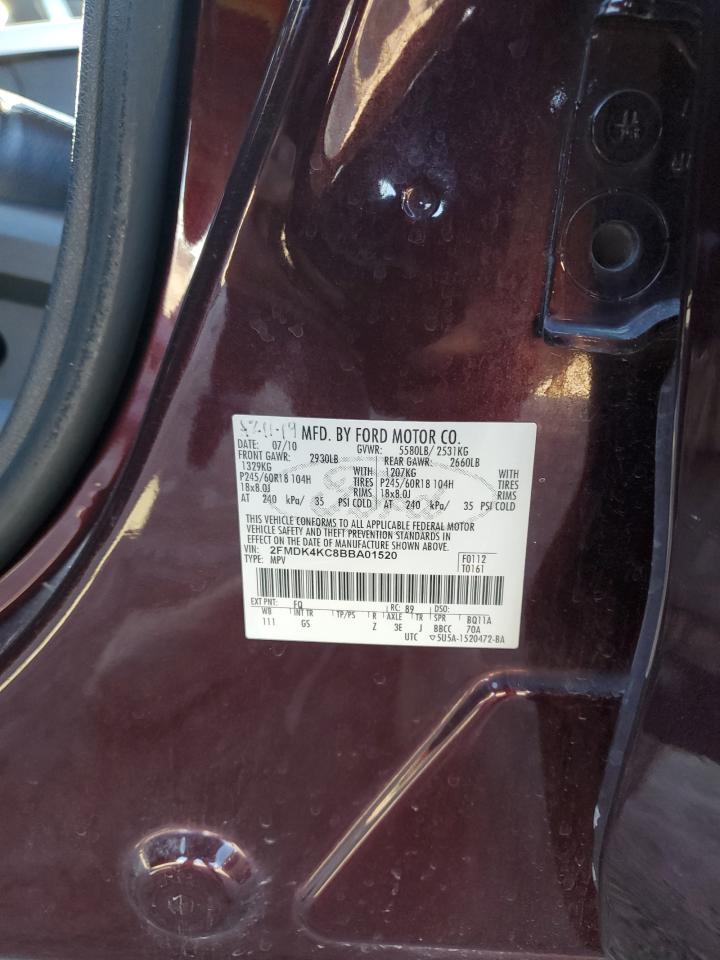 MFD. BY FORD MOTOR CO.
DATE: 07/10 GVWR: 5580LB/ 2531KG
FRONT GAWR: 2930LB REAR GAWR: 2660LB
1329KG WITH 1207KG WITH
P245/60R18 104H TIRES P245/60R18 104H TIRES
18x8.0J RIMS 18x8.0J RIMS
AT 240 kPa/ 35 PSI COLD AT 240 kPa/ 35 PSI COLD
THIS VEHICLE CONFORMS TO ALL APPLICABLE FEDERAL MOTOR
VEHICLE SAFETY AND THEFT PREVENTION STANDARDS IN
EFFECT ON THE DATE OF MANUFACTURE SHOWN ABOVE.
VIN: 2FMDK4KC8BBA01520 F0112
TYPE: MPV T0161
EXT PNT: FQ RC: 89 DSO:
WB INT TR TP/PS R AXLE TR SPR BQ11A
111 GS Z 3E J 8BCC 70A
UTC ▽5U5A-1520472-BA
Ford